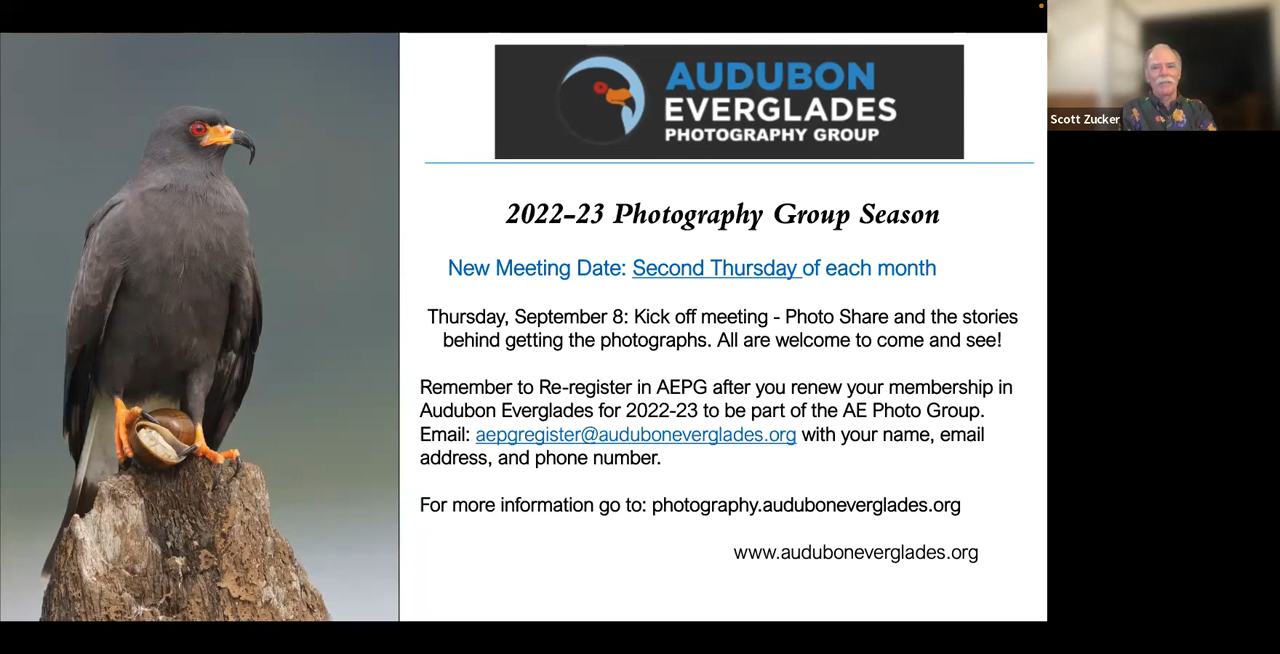 AUDUBON
EVERGLADES
PHOTOGRAPHY GROUP
Scott Zucker
2022-23 Photography Group Season
New Meeting Date: Second Thursday of each month
Thursday, September 8: Kick off meeting - Photo Share and the stories
behind getting the photographs. All are welcome to come and see!
Remember to Re-register in AEPG after you renew your membership in
Audubon Everglades for 2022-23 to be part of the AE Photo Group.
Email: aepgregister@auduboneverglades.org with your name, email
address, and phone number.
For more information go to: photography.auduboneverglades.org
www.auduboneverglades.org